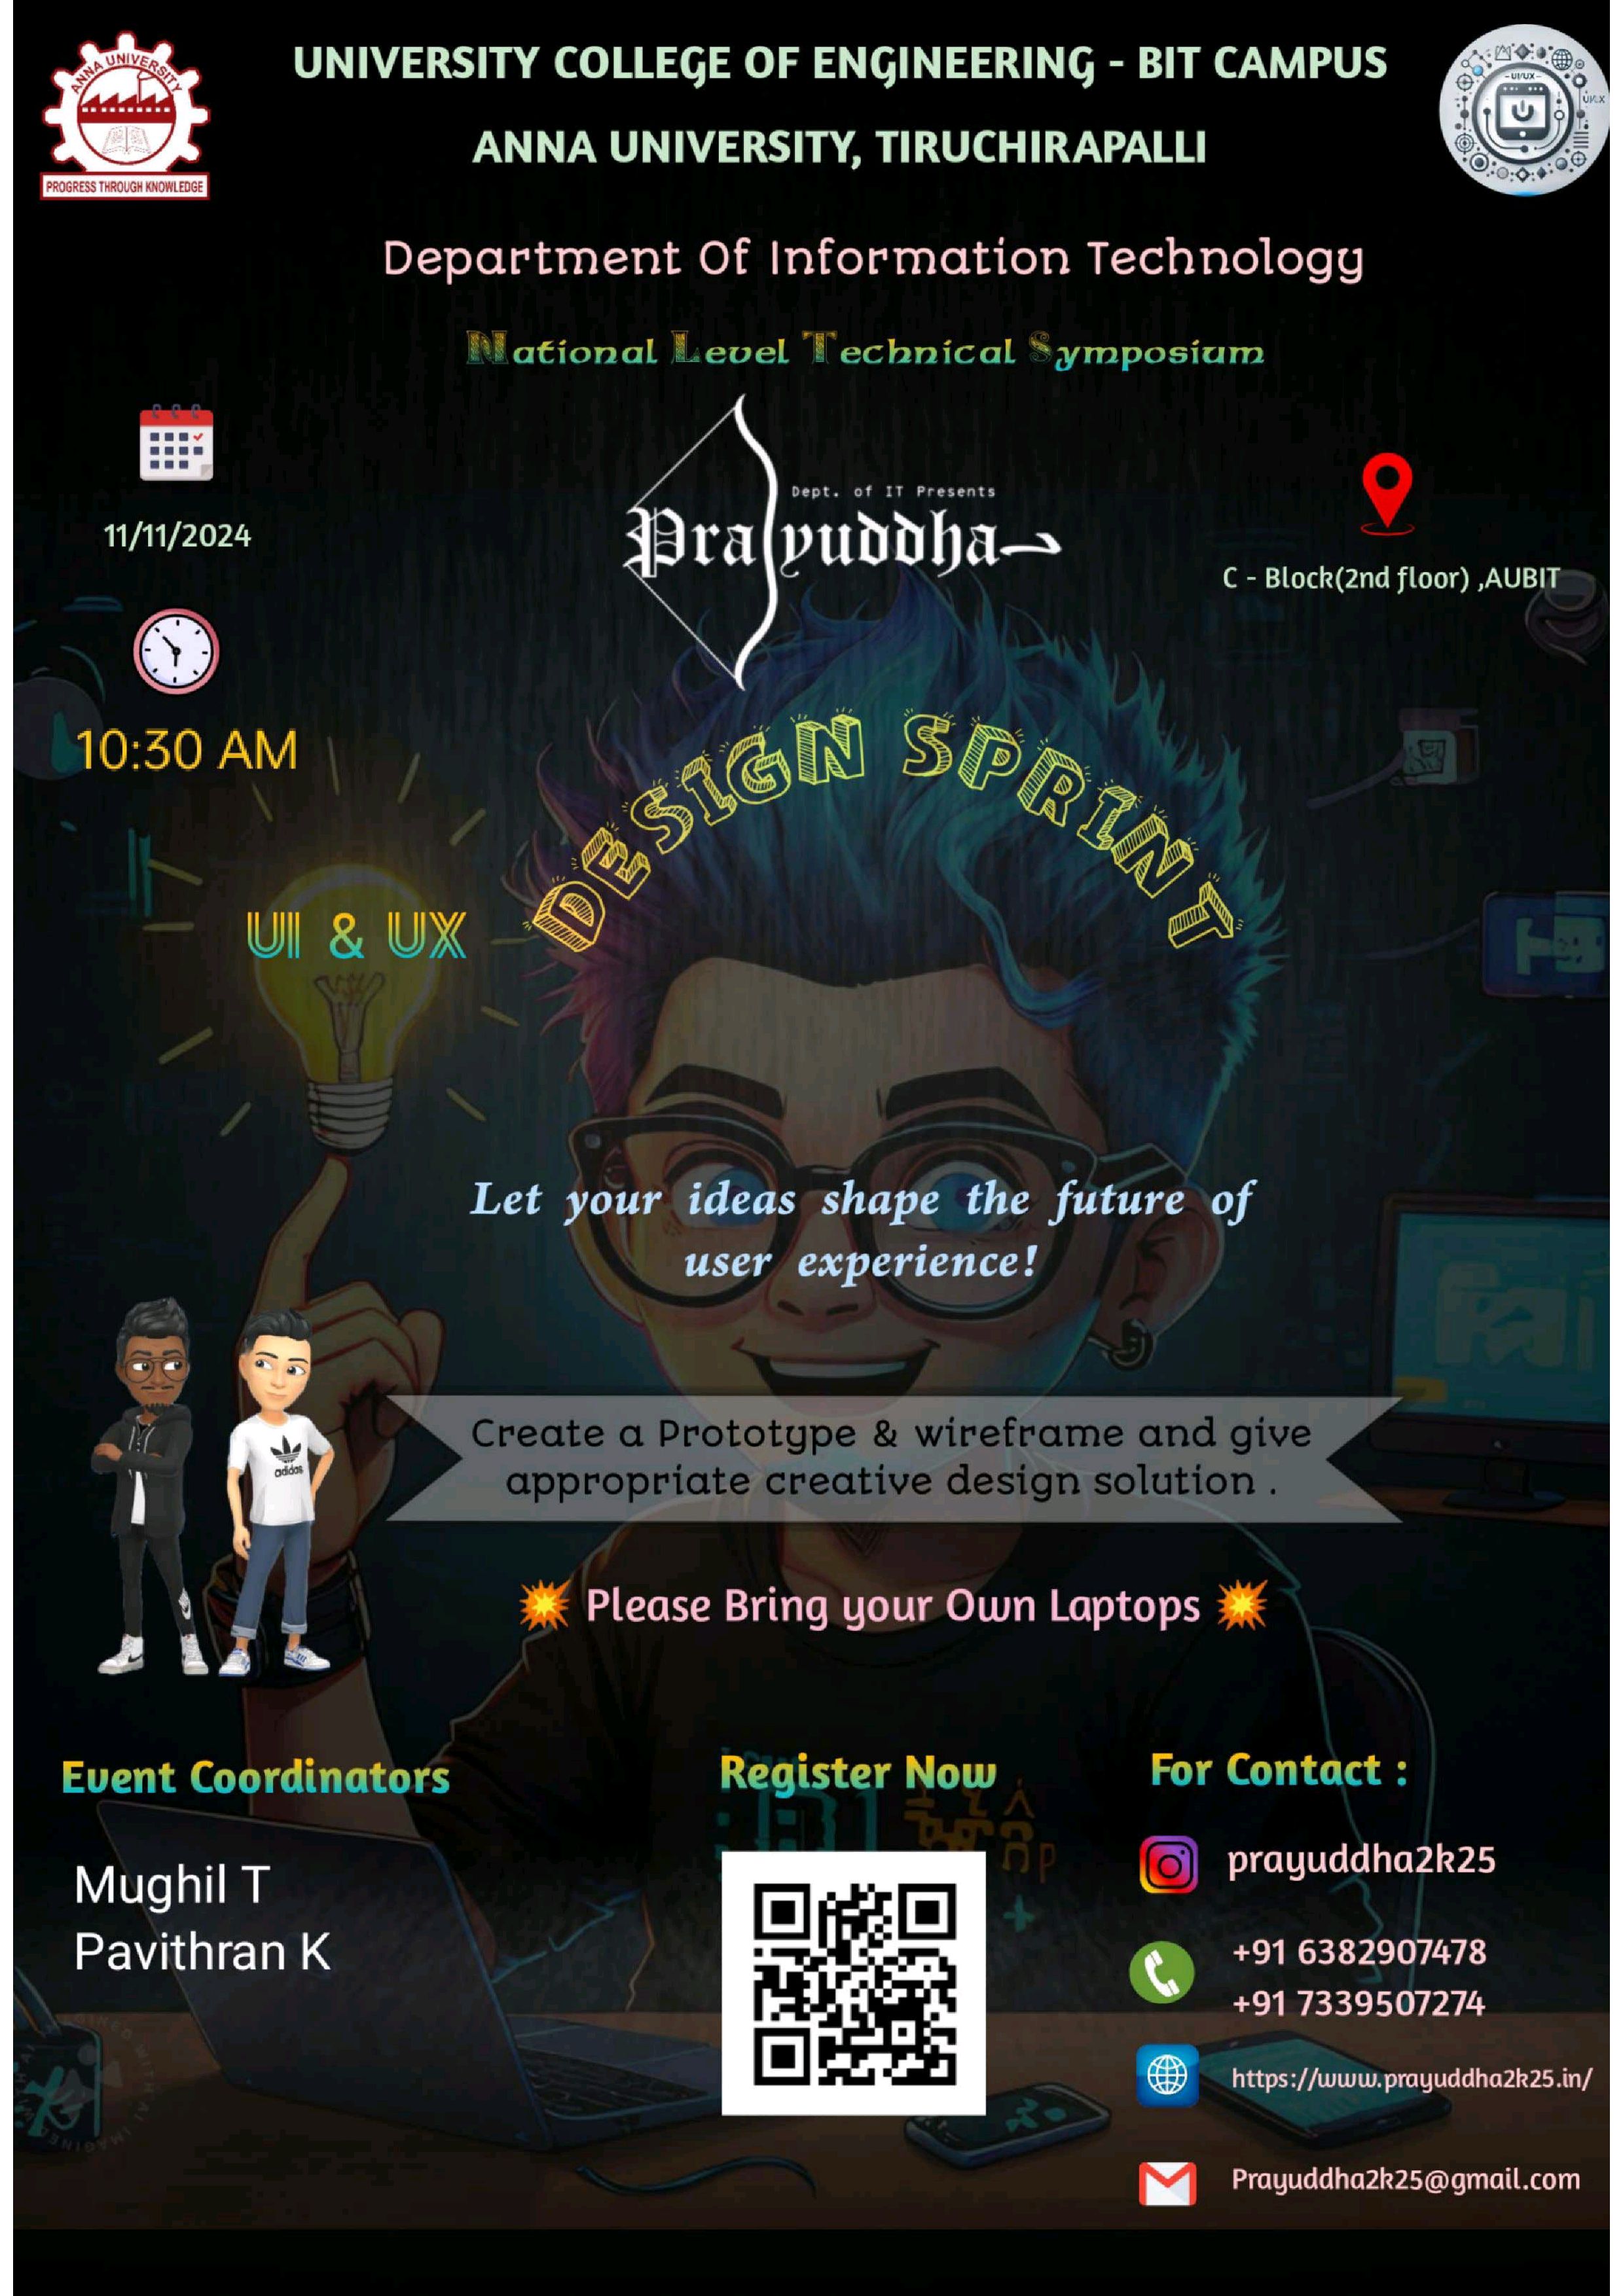 ANNA UNIVERSITY
PROGRESS THROUGH KNOWLEDGE
UNIVERSITY COLLEGE OF ENGINEERING - BIT CAMPUS
ANNA UNIVERSITY, TIRUCHIRAPALLI
-UI/UX-
Department Of Information Technology
National Level Technical Symposium
11/11/2024
Dept. of IT Presents
Prayuddha
C - Block(2nd floor) ,AUBIT
10:30 AM
DESIGN SPRINT
UI & UX
Let your ideas shape the future of
user experience!
adidas
Create a Prototype & wireframe and give
appropriate creative design solution .
Please Bring your Own Laptops
Event Coordinators
Mughil T
Pavithran K
Register Now
For Contact :
prayuddha2k25
+91 6382907478
+91 7339507274
https://www.prayuddha2k25.in/
Prayuddha2k25@gmail.com